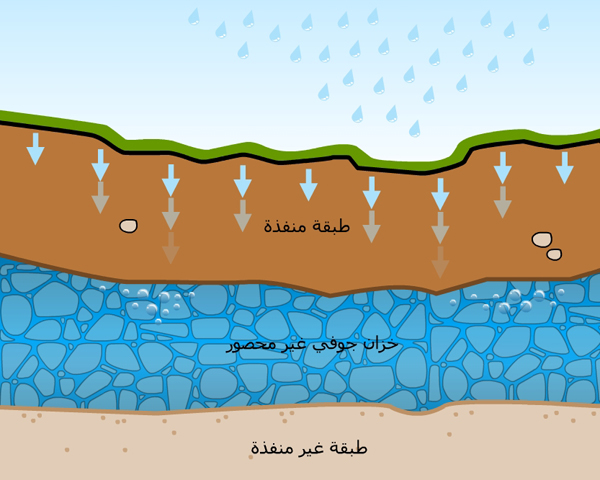 طبقة منفذة
خزان جوفي غير محصور
طبقة غير منفذة